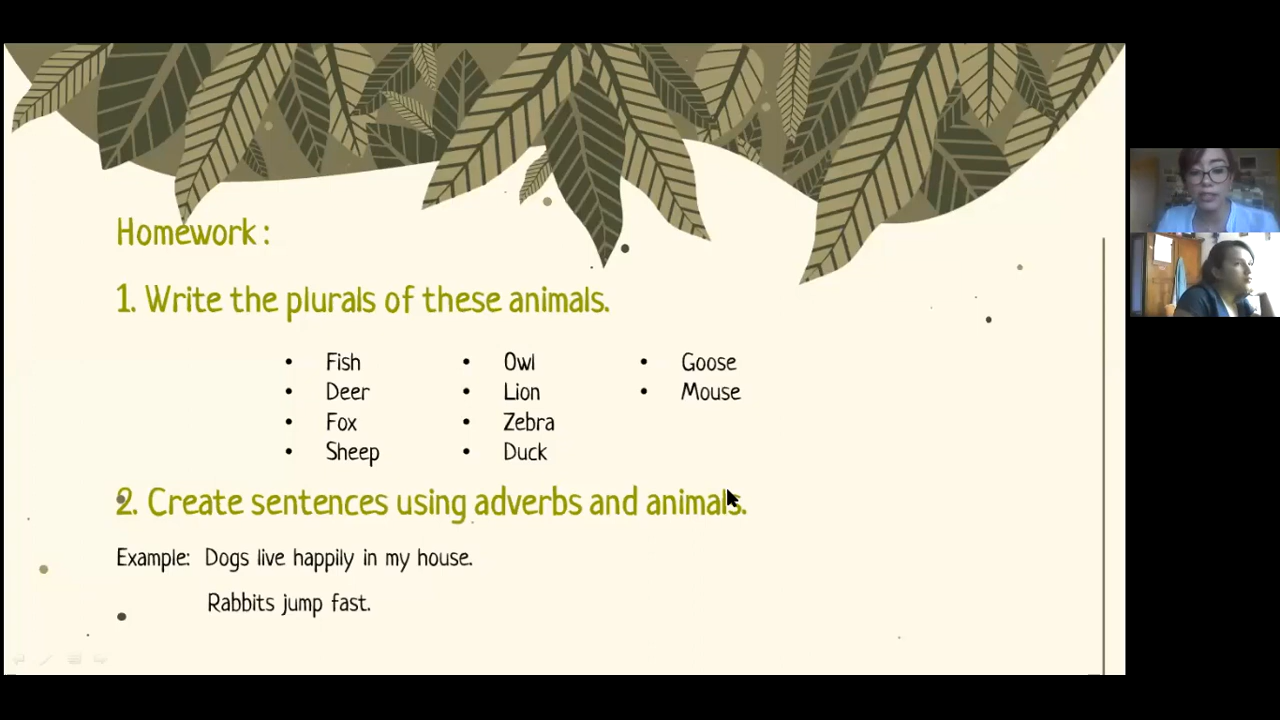 Homework :
1. Write the plurals of these animals.
• Fish
• Deer
• Fox
• Sheep
• Owl
• Lion
• Zebra
• Duck
• Goose
• Mouse
2. Create sentences using adverbs and animals.
Example: Dogs live happily in my house.
Rabbits jump fast.